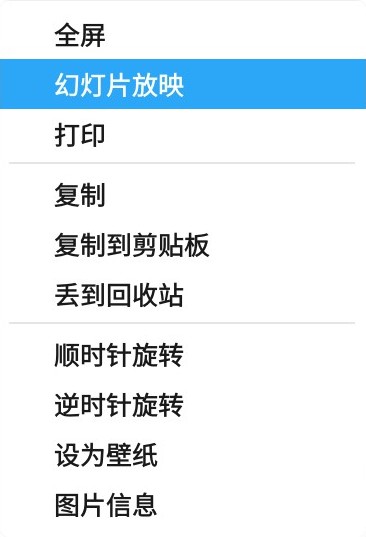 全屏
幻灯片放映
打印
复制
复制到剪贴板
丢到回收站
顺时针旋转
逆时针旋转
设为壁纸
图片信息